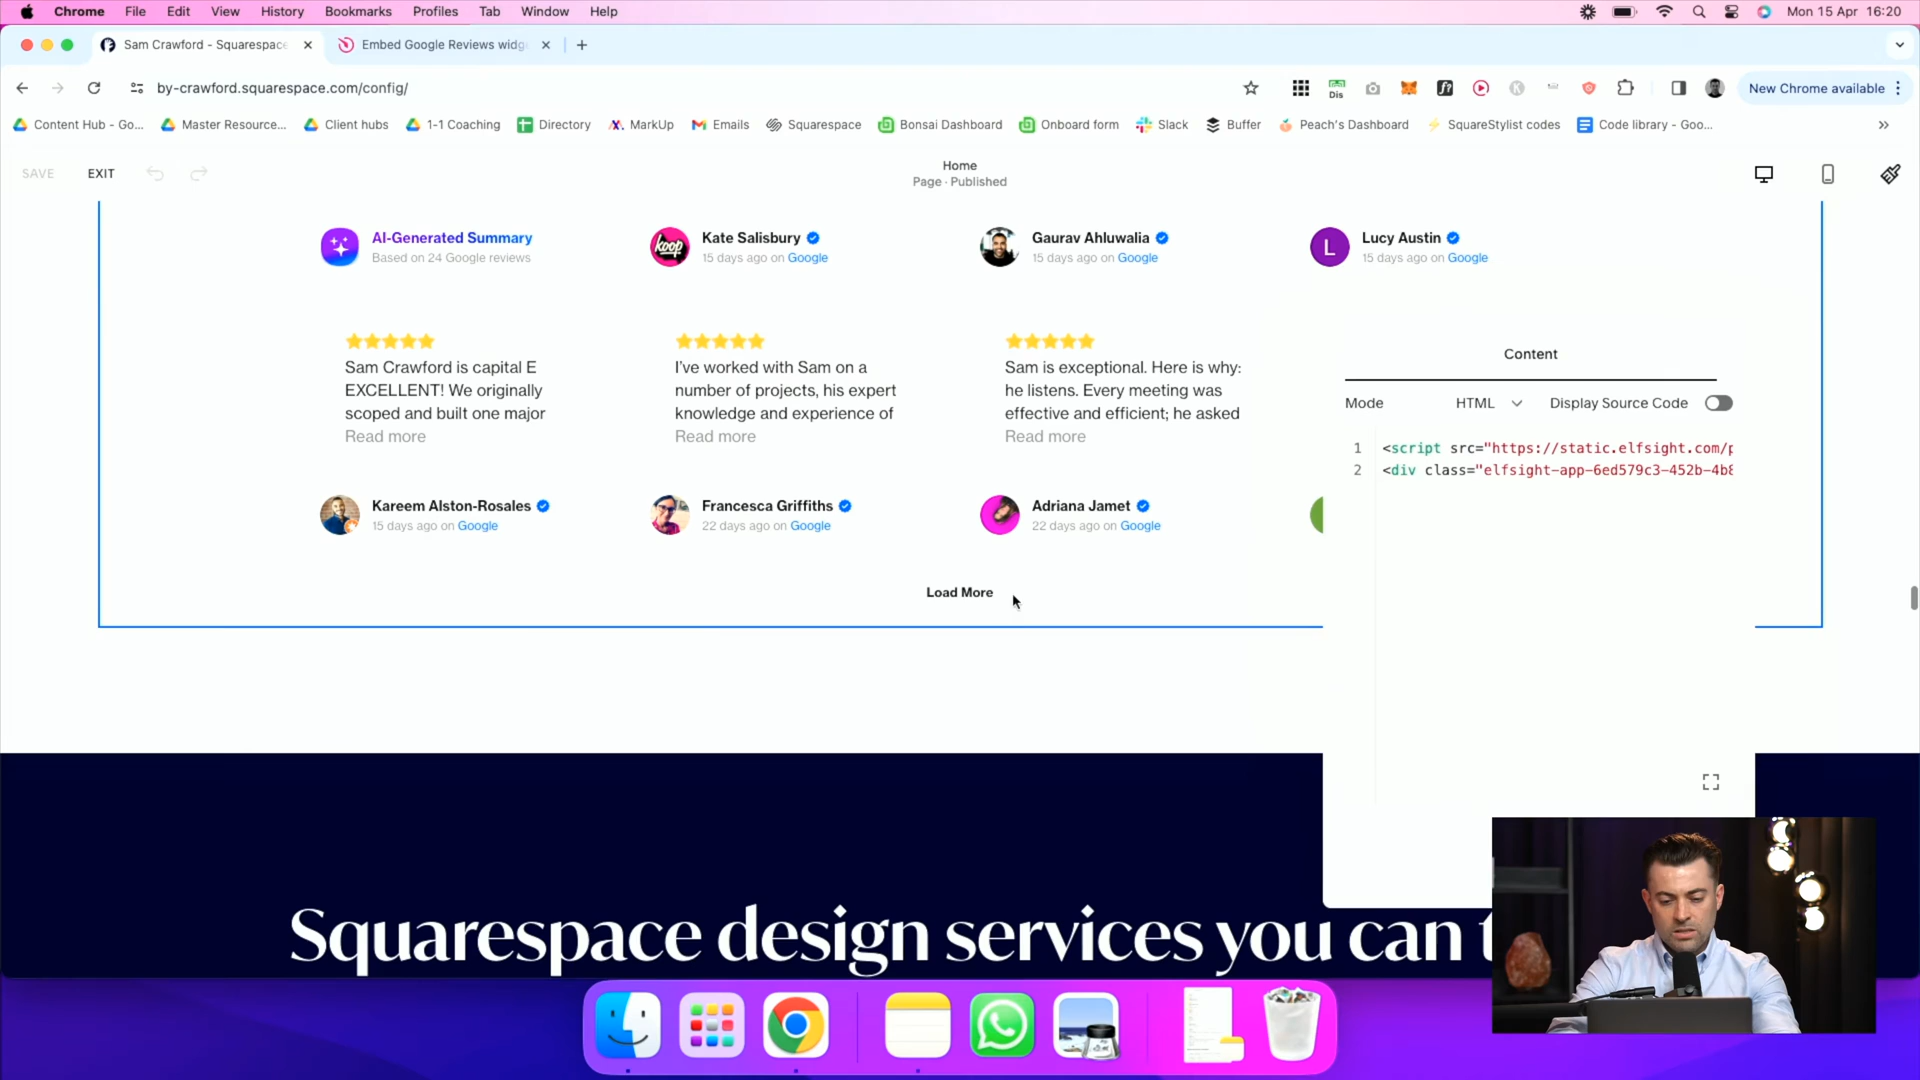 Chrome File Edit View History Bookmarks Profiles Tab Window Help Mon 15 Apr 16:20
Sam Crawford - Squarespace Embed Google Reviews widg
by-crawford.squarespace.com/config/ Dis f? K New Chrome available
Content Hub - Go... Master Resource... Client hubs 1-1 Coaching Directory MarkUp Emails Squarespace Bonsai Dashboard Onboard form Slack Buffer Peach's Dashboard SquareStylist codes Code library - Goo...
SAVE EXIT Home
Page · Published
AI-Generated Summary
Based on 24 Google reviews
Kate Salisbury
15 days ago on Google
Gaurav Ahluwalia
15 days ago on Google
L
Lucy Austin
15 days ago on Google
koop
Sam Crawford is capital E
EXCELLENT! We originally
scoped and built one major
Read more
I've worked with Sam on a
number of projects, his expert
knowledge and experience of
Read more
Sam is exceptional. Here is why:
he listens. Every meeting was
effective and efficient; he asked
Read more
Content
Mode HTML Display Source Code
1 <script src="https://static.elfsight.com/p
2 <div class="elfsight-app-6ed579c3-452b-4b8
Kareem Alston-Rosales
15 days ago on Google
Francesca Griffiths
22 days ago on Google
Adriana Jamet
22 days ago on Google
Load More
Squarespace design services you can t